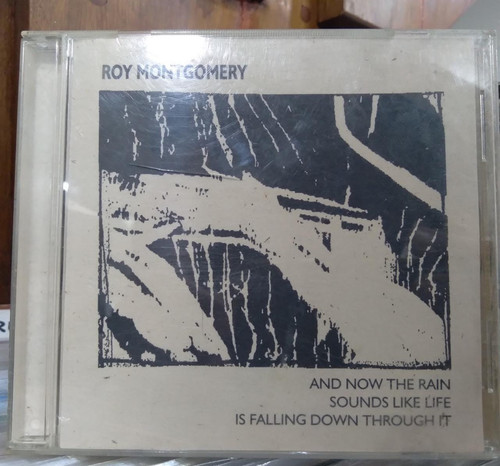 ROY MONTGOMERY
AND NOW THE RAIN
SOUNDS LIKE LIFE
IS FALLING DOWN THROUGH IT